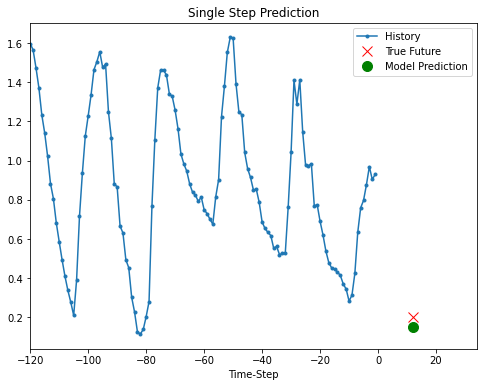 Single Step Prediction
History
True Future
Model Prediction
1.6
1.4
1.2
1.0
0.8
0.6
0.4
0.2
−120 −100 −80 −60 −40 −20 0 20
Time-Step